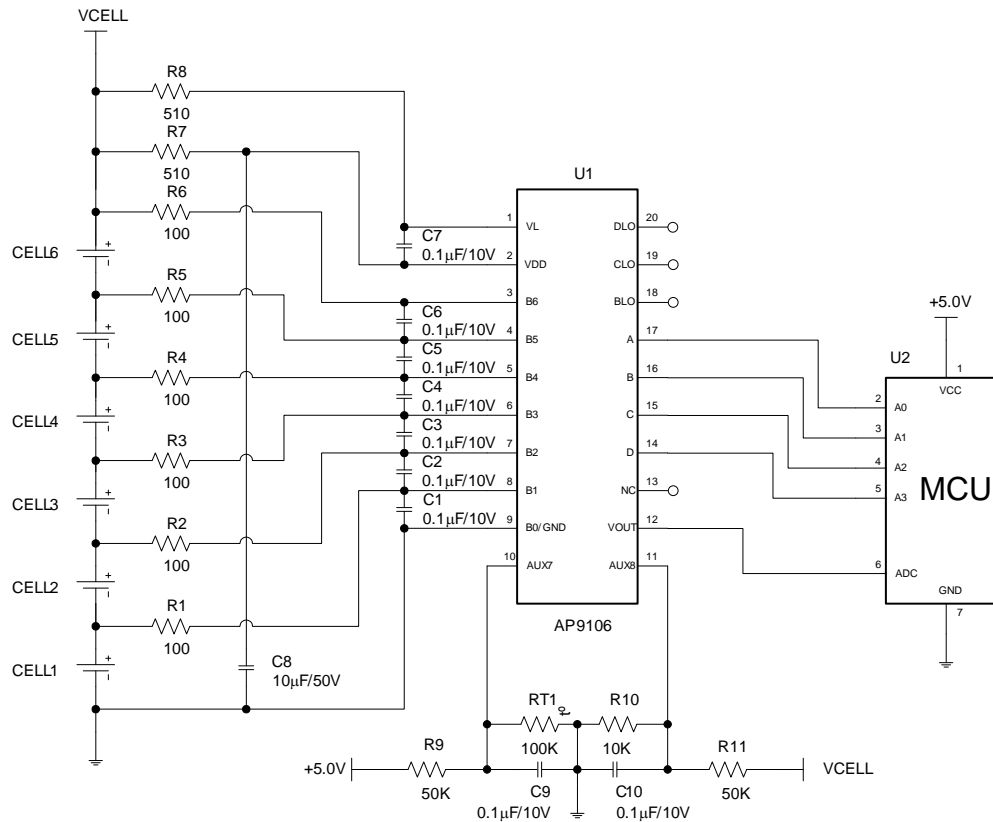 VCELL
R8
510
R7
510
R6
100
CELL6
+
-
R5
100
CELL5
+
-
R4
100
CELL4
+
-
R3
100
CELL3
+
-
R2
100
CELL2
+
-
R1
100
CELL1
+
-
C8
10µF/50V
C7
0.1µF/10V
C6
0.1µF/10V
C5
0.1µF/10V
C4
0.1µF/10V
C3
0.1µF/10V
C2
0.1µF/10V
C1
0.1µF/10V
U1
1 VL DLO 20
2 VDD CLO 19
3 B6 BLO 18
4 B5 A 17
5 B4 B 16
6 B3 C 15
7 B2 D 14
8 B1 NC 13
9 B0/GND VOUT 12
10 AUX7 AUX8 11
AP9106
+5.0V
U2
1
VCC
2 A0
3 A1
4 A2
5 A3
MCU
6 ADC
GND
7
RT1
R10
100K
10K
+5.0V
R9
50K
R11
50K
VCELL
C9
0.1µF/10V
C10
0.1µF/10V